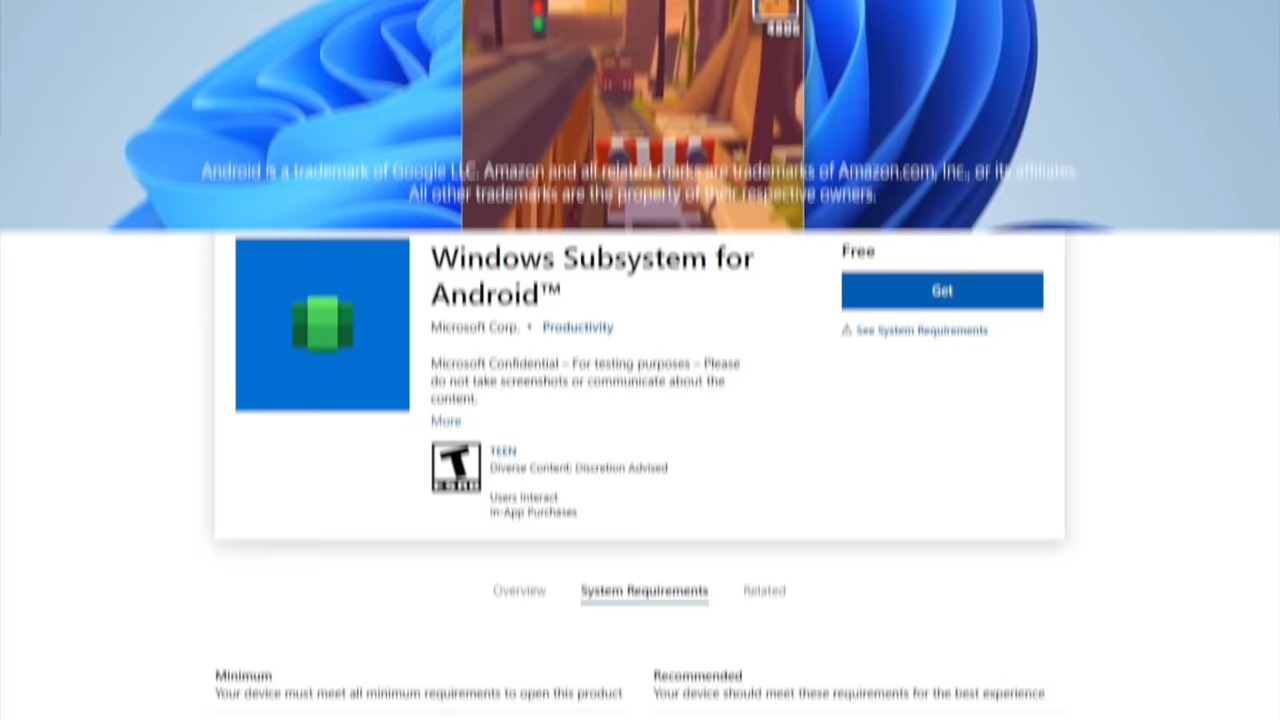 4808
Android is a trademark of Google LLC. Amazon and all related marks are trademarks of Amazon.com, Inc., or its affiliates.
All other trademarks are the property of their respective owners.
Windows Subsystem for
Android™
Microsoft Corp. • Productivity
Microsoft Confidential – For testing purposes – Please
do not take screenshots or communicate about the
content.
More
Free
Get
⚠ See System Requirements
T
ESRB
TEEN
Diverse Content: Discretion Advised
Users Interact
In-App Purchases
Overview
System Requirements
Related
Minimum
Your device must meet all minimum requirements to open this product
Recommended
Your device should meet these requirements for the best experience